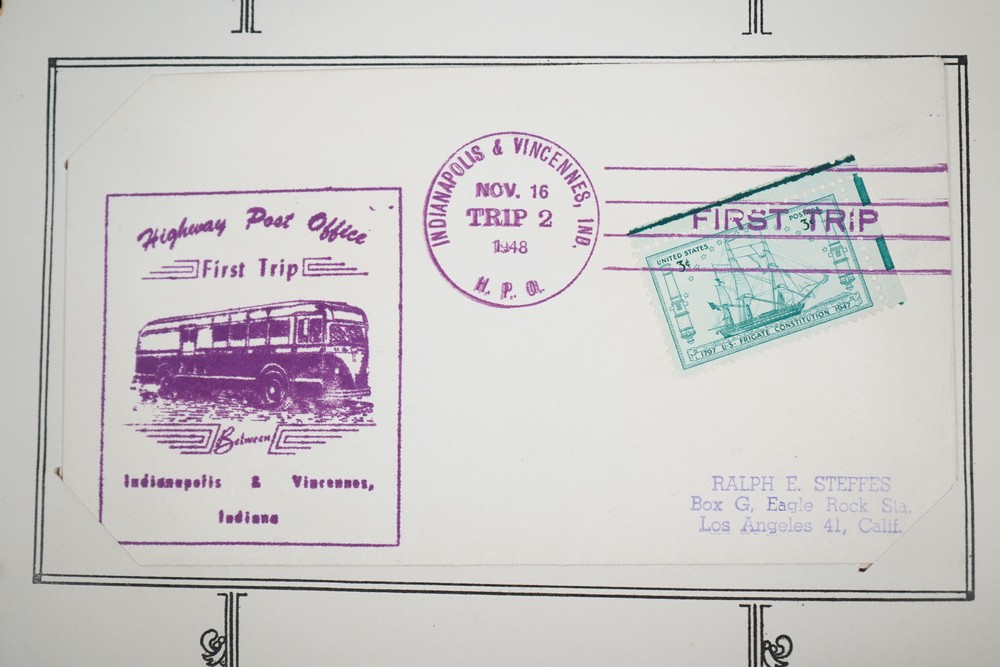 Highway Post Office
First Trip
Between
Indianapolis & Vincennes,
Indiana
INDIANAPOLIS & VINCENNES, IND.
NOV. 16
TRIP 2
1948
H. P. O.
FIRST TRIP
UNITED STATES POSTAGE
3¢ 3¢
1797 U.S. FRIGATE CONSTITUTION 1947
RALPH E. STEFFES
Box G, Eagle Rock Sta.
Los Angeles 41, Calif.